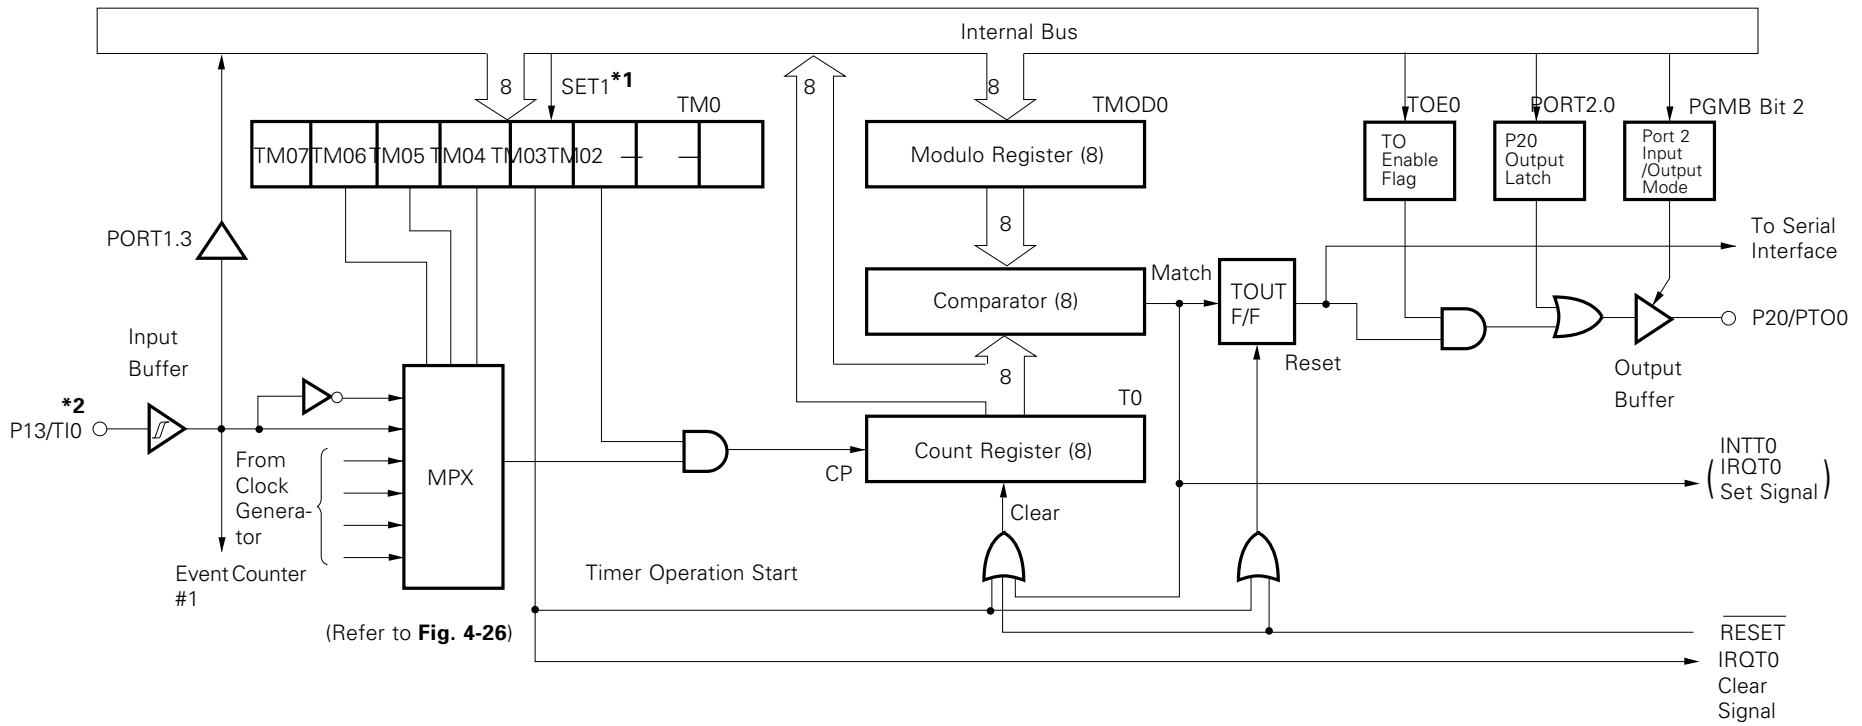 Internal Bus
8
SET1*1
8
8
TM0
TMOD0
TOE0
PORT2.0
PGMB Bit 2
TM07 TM06 TM05 TM04 TM03 TM02 — —
Modulo Register (8)
TO
Enable
Flag
P20
Output
Latch
Port 2
Input
/Output
Mode
PORT1.3
8
To Serial
Interface
Comparator (8)
Match
TOUT
F/F
P20/PTO0
Input
Buffer
Reset
Output
Buffer
8
T0
*2
P13/TI0
From
Clock
Genera-
tor
MPX
CP
Count Register (8)
INTT0
(IRQT0
Set Signal)
Clear
Event Counter
#1
Timer Operation Start
(Refer to Fig. 4-26)
RESET
IRQT0
Clear
Signal